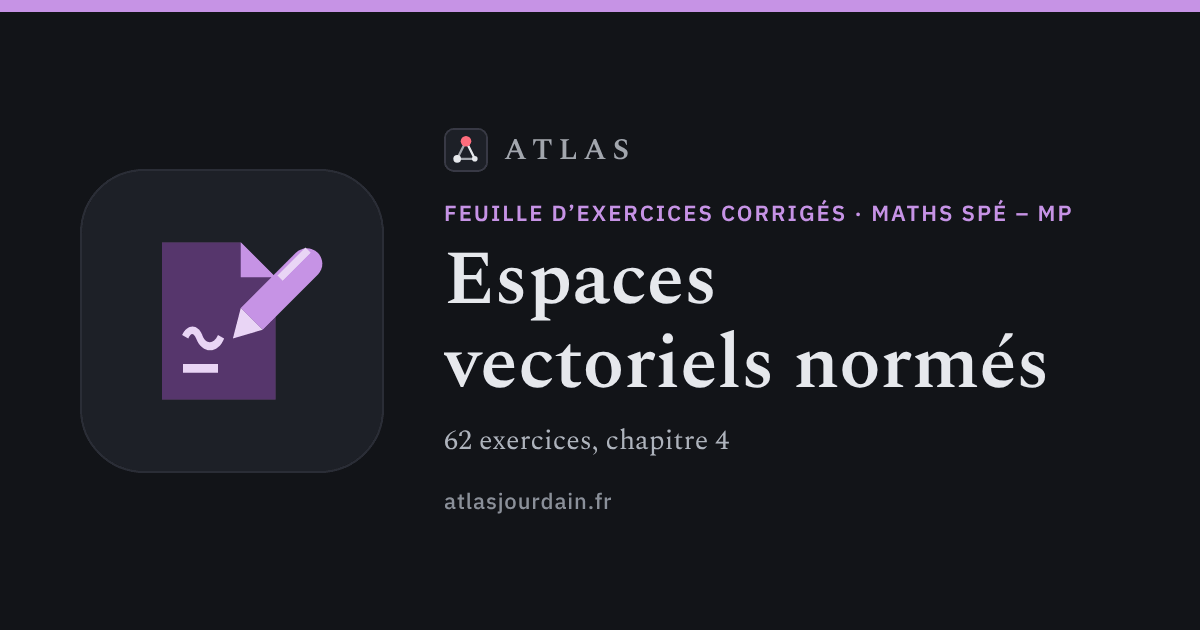 ATLAS
FEUILLE D’EXERCICES CORRIGÉS · MATHS SPÉ – MP
Espaces
vectoriels normés
62 exercices, chapitre 4
atlasjourdain.fr